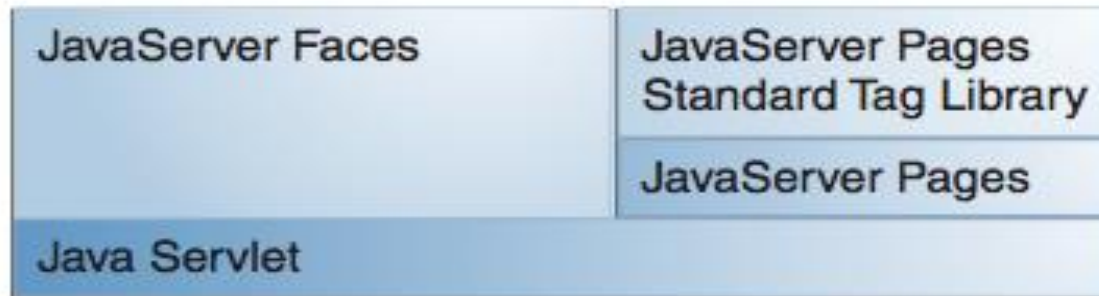 JavaServer Faces
JavaServer Pages
Standard Tag Library
JavaServer Pages
Java Servlet